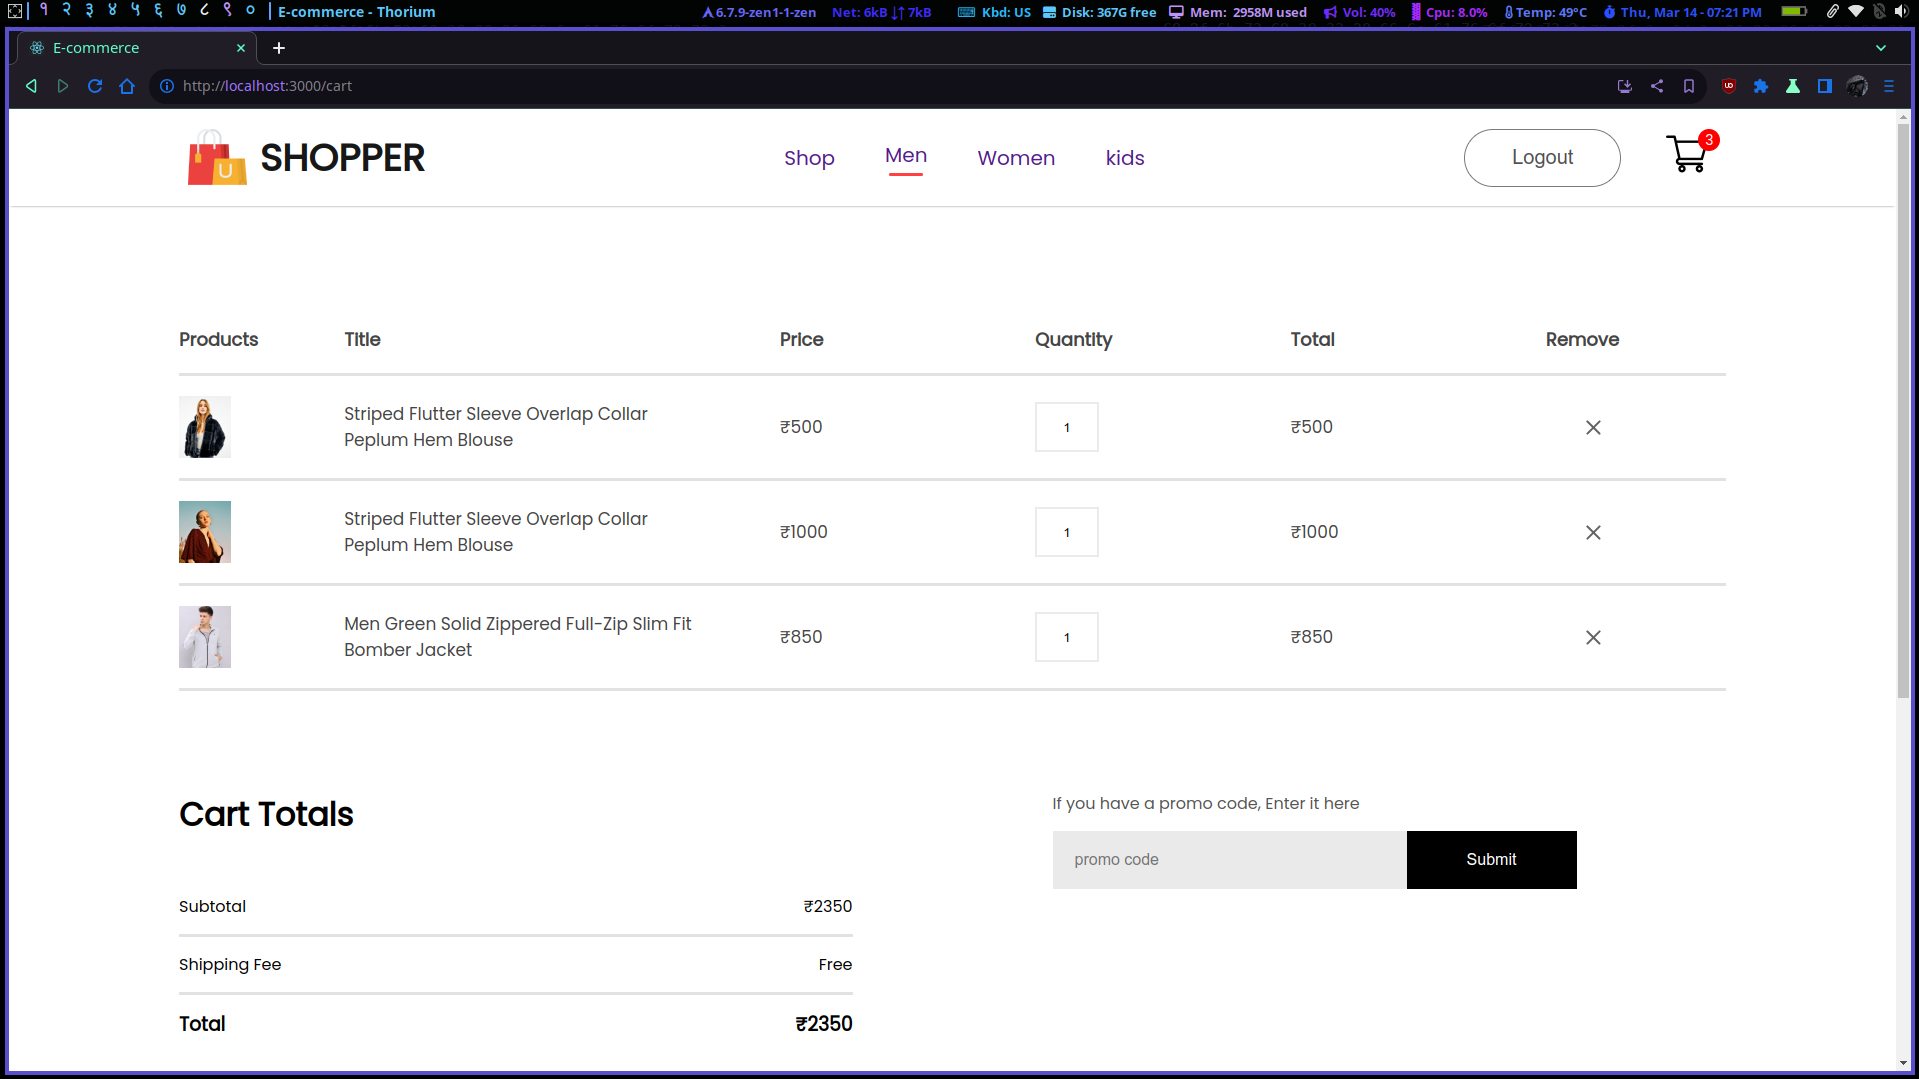 १ २ ३ ४ ५ ६ ७ ८ ९ ० E-commerce - Thorium 6.7.9-zen1-1-zen Net: 6kB ↓↑ 7kB Kbd: US Disk: 367G free Mem: 2958M used Vol: 40% Cpu: 8.0% Temp: 49°C Thu, Mar 14 - 07:21 PM
E-commerce
http://localhost:3000/cart
U SHOPPER Shop Men Women kids Logout 3
Products Title Price Quantity Total Remove
Striped Flutter Sleeve Overlap Collar
Peplum Hem Blouse
₹500 1 ₹500
Striped Flutter Sleeve Overlap Collar
Peplum Hem Blouse
₹1000 1 ₹1000
Men Green Solid Zippered Full-Zip Slim Fit
Bomber Jacket
₹850 1 ₹850
Cart Totals
Subtotal ₹2350
Shipping Fee Free
Total ₹2350
If you have a promo code, Enter it here
promo code Submit